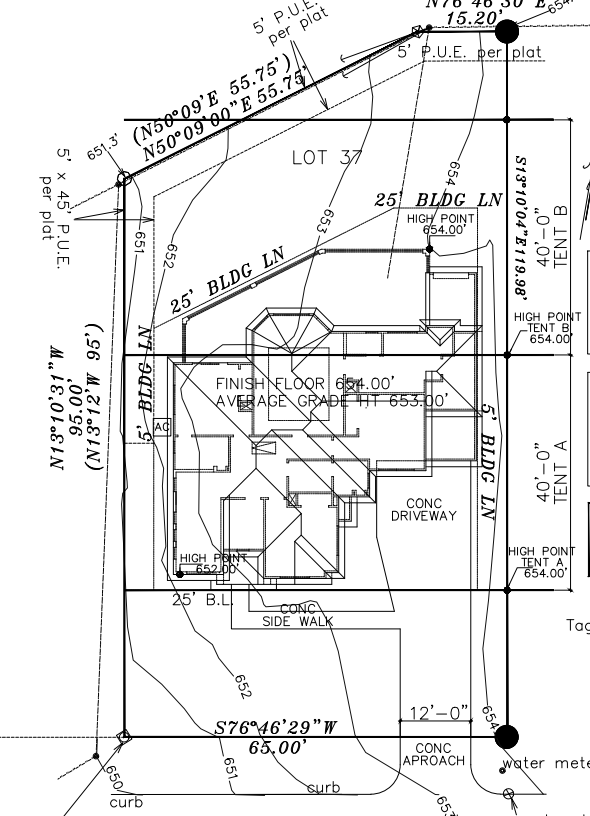 N76°46'30"E
15.20'
654.
5' P.U.E.
per plat
5' P.U.E. per plat
(N50°09'E 55.75')
N50°09'00"E 55.75'
651.3'
LOT 37
5' x 45' P.U.E.
per plat
651
652
653
654
25' BLDG LN
HIGH POINT
654.00'
S13°10'04"E119.98'
40'-0"
TENT B
25' BLDG LN
HIGH POINT
TENT B
654.00'
N13°10'31"W
95.00'
(N13°12'W 95')
5' BLDG LN
FINISH FLOOR 654.00'
AVERAGE GRADE HT 653.00'
AC
5' BLDG LN
40'-0"
TENT A
CONC
DRIVEWAY
HIGH POINT
652.00'
HIGH POINT
TENT A
654.00'
25' B.L.
CONC
SIDE WALK
Tag
652
12'-0"
654
S76°46'29"W
65.00'
CONC
APROACH
water mete
650
651
curb
curb
653